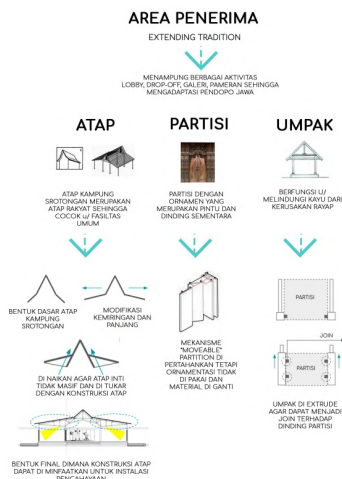 AREA PENERIMA
EXTENDING TRADITION
MENAMPUNG BERBAGAI AKTIVITAS
LOBBY, DROP-OFF, GALERI, PAMERAN SEHINGGA
MENGADAPTASI PENDOPO JAWA
ATAP
ATAP KAMPUNG
SROTONGAN MERUPAKAN
ATAP RAKYAT SEHINGGA
COCOK u/ FASILTAS
UMUM
BENTUK DASAR ATAP
KAMPUNG
SROTONGAN
MODIFIKASI
KEMIRINGAN DAN
PANJANG
DI NAIKAN AGAR ATAP INTI
TIDAK MASIF DAN DI TUKAR
DENGAN KONSTRUKSI ATAP
BENTUK FINAL DIMANA KONSTRUKSI ATAP
DAPAT DI MINFAATKAN UNTUK INSTALASI
PENCAHAYAAN
PARTISI
PARTISI DENGAN
ORNAMEN YANG
MERUPAKAN PINTU DAN
DINDING SEMENTARA
MEKANISME
"MOVEABLE"
PARTITION DI
PERTAHANKAN TETAPI
ORNAMENTASI TIDAK
DI PAKAI DAN
MATERIAL DI GANTI
UMPAK
BERFUNGSI U/
MELINDUNGI KAYU DARI
KERUSAKAN RAYAP
PARTISI
JOIN
PARTISI
UMPAK DI EXTRUDE
AGAR DAPAT MENJADI
JOIN TERHADAP
DINDING PARTISI